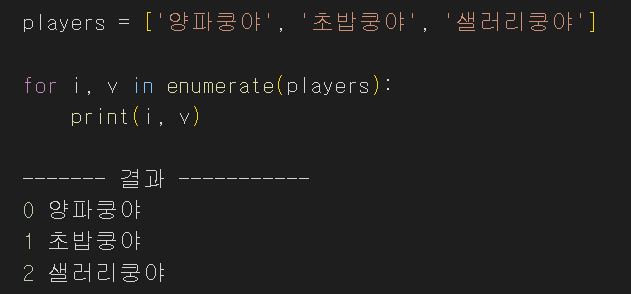 players = ['양파쿵야', '초밥쿵야', '샐러리쿵야']
for i, v in enumerate(players):
    print(i, v)
------- 결과 -----------
0 양파쿵야
1 초밥쿵야
2 샐러리쿵야